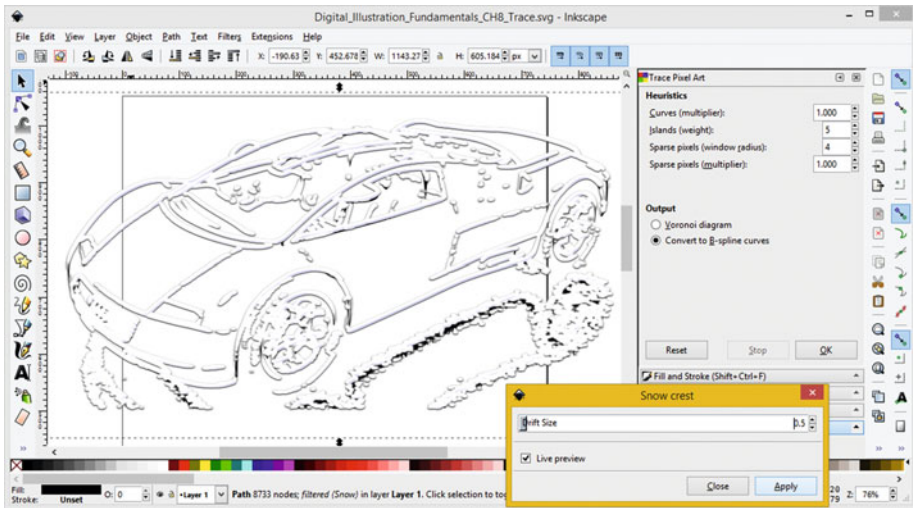 Digital_Illustration_Fundamentals_CH8_Trace.svg - Inkscape
File Edit View Layer Object Path Text Filters Extensions Help
X: -190.63 Y: 452.678 W: 1143.27 H: 605.184 px
Trace Pixel Art
Heuristics
Curves (multiplier): 1.000
Islands (weight): 5
Sparse pixels (window radius): 4
Sparse pixels (multiplier): 1.000
Output
Voronoi diagram
Convert to B-spline curves
Reset Stop OK
Fill and Stroke (Shift+Ctrl+F)
Snow crest
Drift Size 0.5
Live preview
Close Apply
Fill:
Stroke: Unset
O: 0
Layer 1
Path 8733 nodes; filtered (Snow) in layer Layer 1. Click selection to tog
Z: 76%